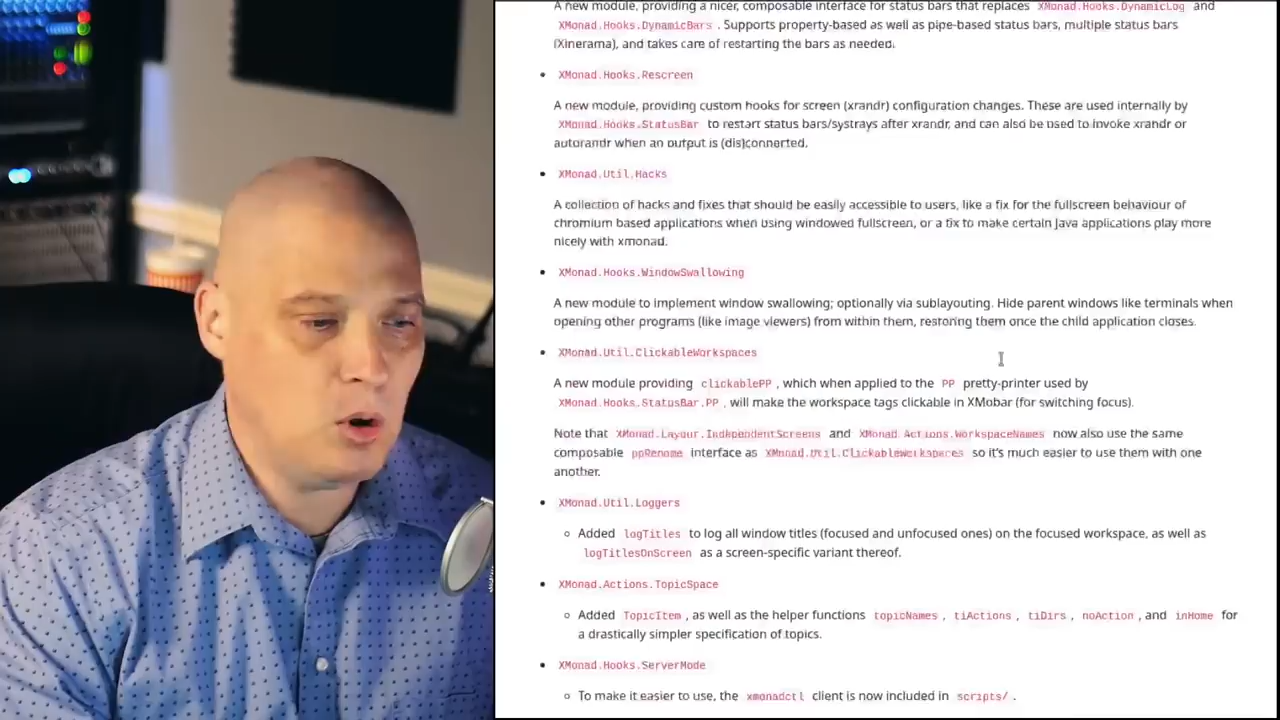 A new module, providing a nicer, composable interface for status bars that replaces XMonad.Hooks.DynamicLog and
XMonad.Hooks.DynamicBars . Supports property-based as well as pipe-based status bars, multiple status bars
(Xinerama), and takes care of restarting the bars as needed.
• XMonad.Hooks.Rescreen
A new module, providing custom hooks for screen (xrandr) configuration changes. These are used internally by
XMonad.Hooks.StatusBar to restart status bars/systrays after xrandr, and can also be used to invoke xrandr or
autorandr when an output is (dis)connected.
• XMonad.Util.Hacks
A collection of hacks and fixes that should be easily accessible to users, like a fix for the fullscreen behaviour of
chromium based applications when using windowed fullscreen, or a fix to make certain Java applications play more
nicely with xmonad.
• XMonad.Hooks.WindowSwallowing
A new module to implement window swallowing; optionally via sublayouting. Hide parent windows like terminals when
opening other programs (like image viewers) from within them, restoring them once the child application closes.
• XMonad.Util.ClickableWorkspaces
A new module providing clickablePP , which when applied to the PP pretty-printer used by
XMonad.Hooks.StatusBar.PP , will make the workspace tags clickable in XMobar (for switching focus).
Note that XMonad.Layout.IndependentScreens and XMonad.Actions.WorkspaceNames now also use the same
composable ppRename interface as XMonad.Util.ClickableWorkspaces so it's much easier to use them with one
another.
• XMonad.Util.Loggers
◦ Added logTitles to log all window titles (focused and unfocused ones) on the focused workspace, as well as
logTitlesOnScreen as a screen-specific variant thereof.
• XMonad.Actions.TopicSpace
◦ Added TopicItem , as well as the helper functions topicNames , tiActions , tiDirs , noAction , and inHome for
a drastically simpler specification of topics.
• XMonad.Hooks.ServerMode
◦ To make it easier to use, the xmonadctl client is now included in scripts/ .